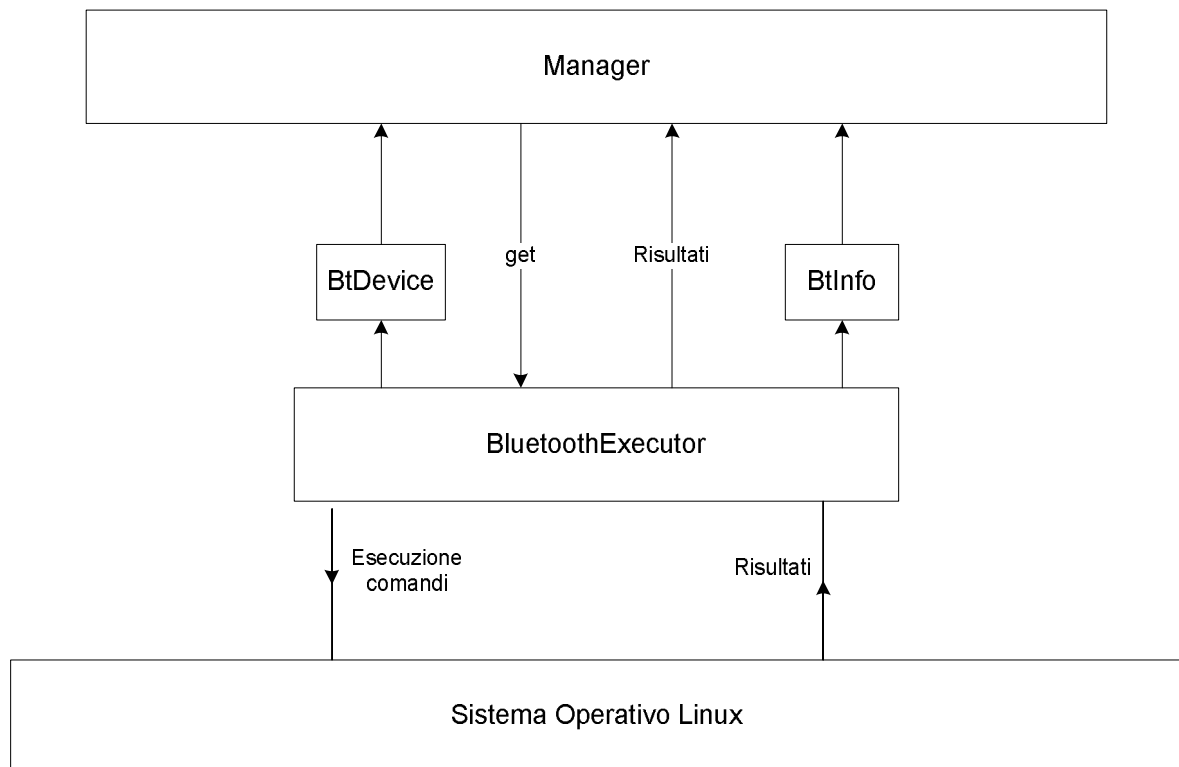 Manager
get
Risultati
BtDevice
BtInfo
BluetoothExecutor
Esecuzione
comandi
Risultati
Sistema Operativo Linux